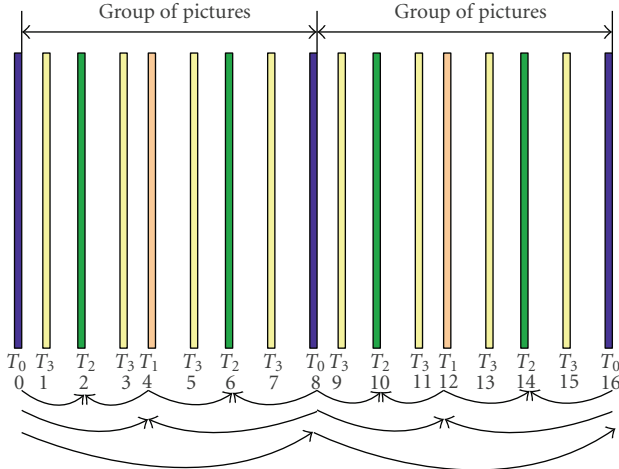 Group of pictures Group of pictures
T0 T3 T2 T3 T1 T3 T2 T3 T0 T3 T2 T3 T1 T3 T2 T3 T0
0 1 2 3 4 5 6 7 8 9 10 11 12 13 14 15 16